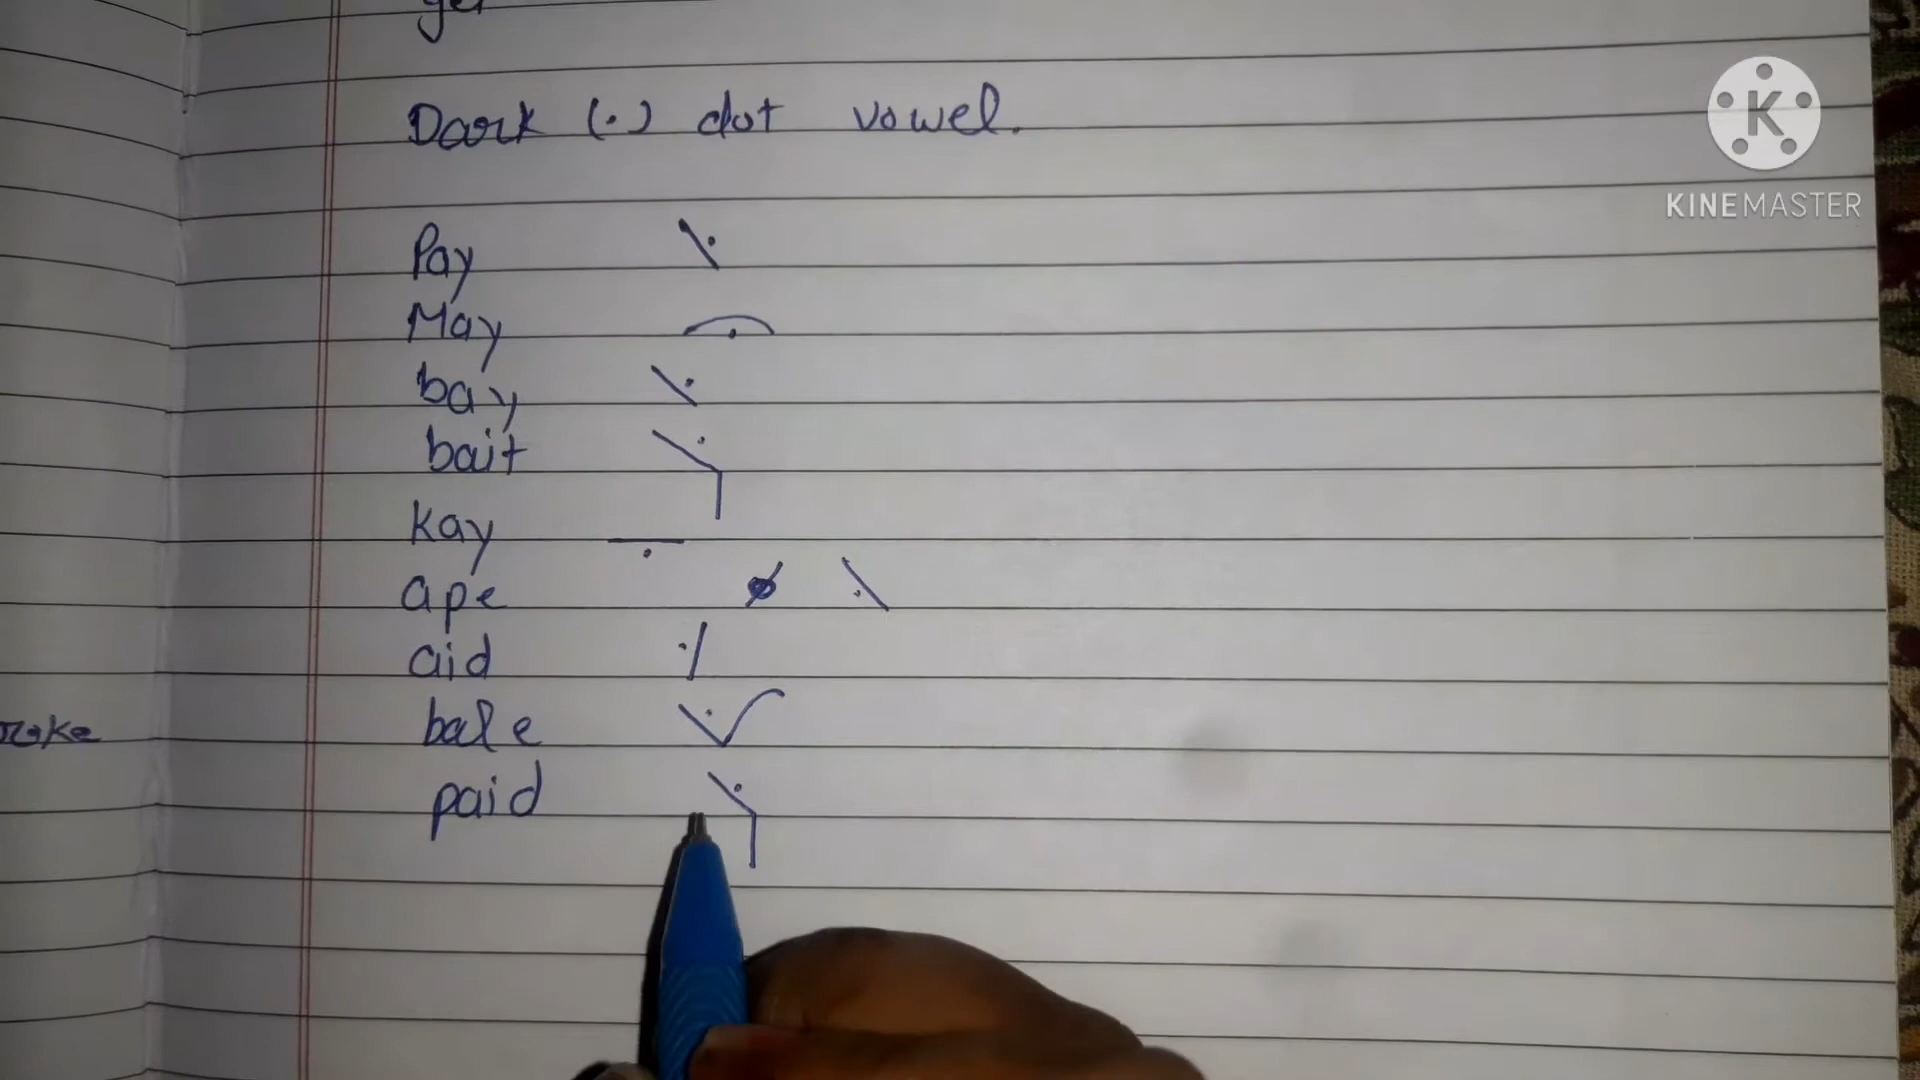 Dark (.) dot vowel.
K
KINEMASTER
Pay
May
bay
bait
Kay
ape
aid
bale
paid